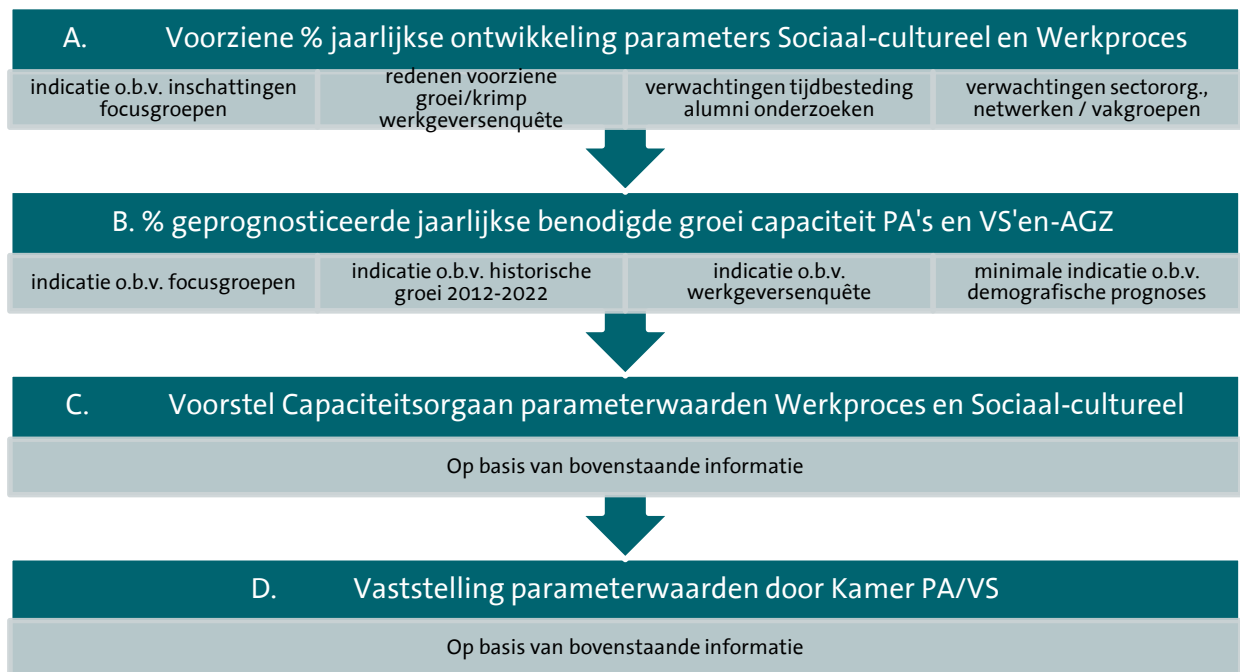 A. Voorziene % jaarlijkse ontwikkeling parameters Sociaal-cultureel en Werkproces
indicatie o.b.v. inschattingen
focusgroepen
redenen voorziene
groei/krimp
werkgeversenquête
verwachtingen tijdbesteding
alumni onderzoeken
verwachtingen sectororg.,
netwerken / vakgroepen
B. % geprognosticeerde jaarlijkse benodigde groei capaciteit PA's en VS'en-AGZ
indicatie o.b.v. focusgroepen
indicatie o.b.v. historische
groei 2012-2022
indicatie o.b.v.
werkgeversenquête
minimale indicatie o.b.v.
demografische prognoses
C. Voorstel Capaciteitsorgaan parameterwaarden Werkproces en Sociaal-cultureel
Op basis van bovenstaande informatie
D. Vaststelling parameterwaarden door Kamer PA/VS
Op basis van bovenstaande informatie